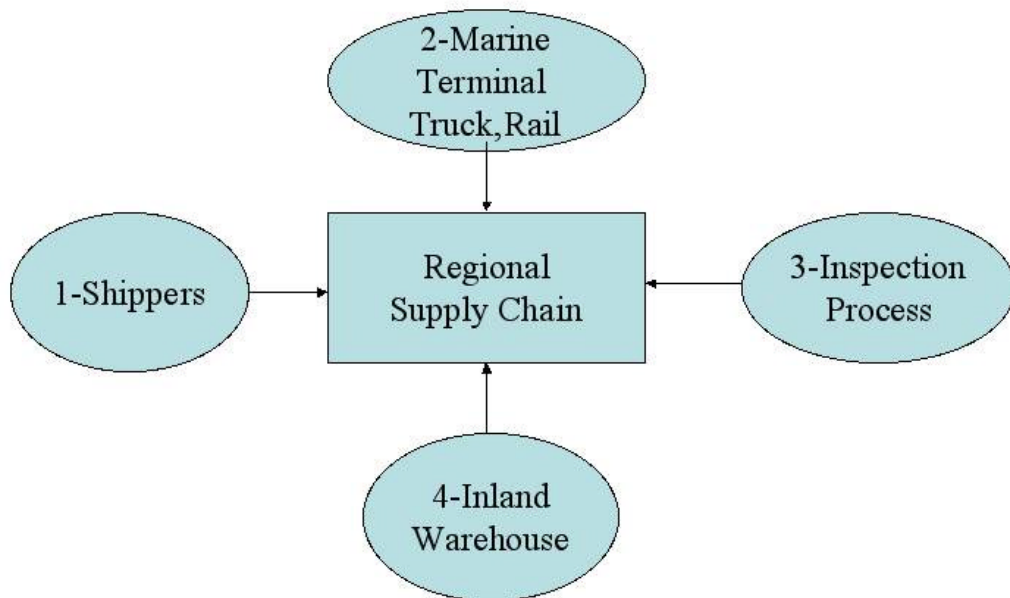 2-Marine
Terminal
Truck,Rail
1-Shippers
Regional
Supply Chain
3-Inspection
Process
4-Inland
Warehouse